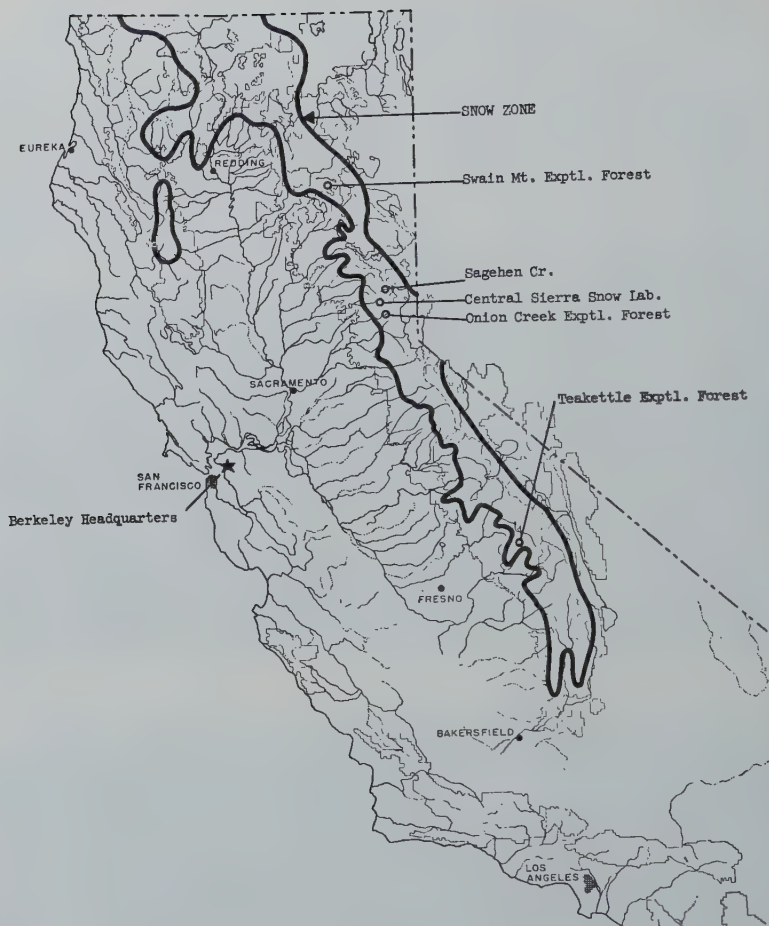 SNOW ZONE
EUREKA
REDDING
Swain Mt. Exptl. Forest
Sagehen Cr.
Central Sierra Snow Lab.
Onion Creek Exptl. Forest
SACRAMENTO
Teakettle Exptl. Forest
SAN
FRANCISCO
Berkeley Headquarters
FRESNO
BAKERSFIELD
LOS
ANGELES